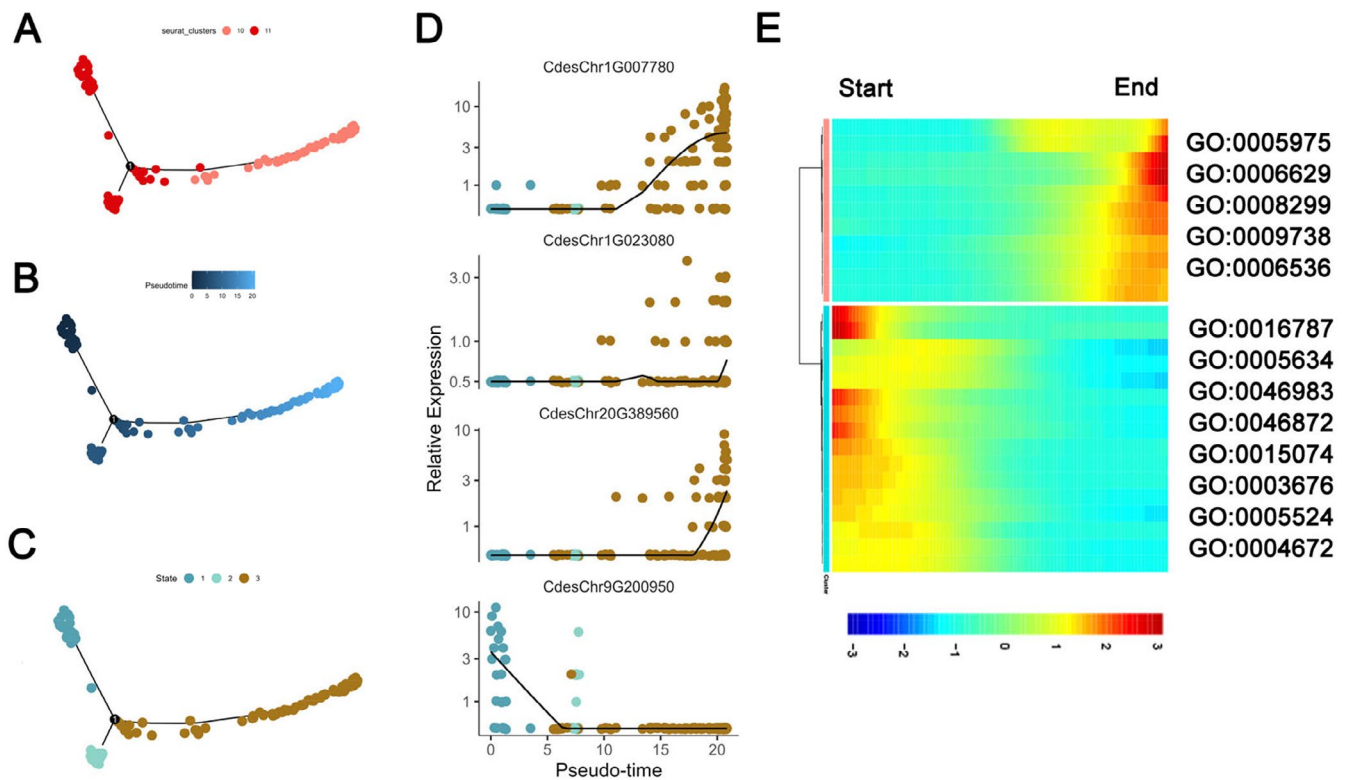 A
seurat_clusters 10 11
1
B
Pseudotime
0 5 10 15 20
1
C
State 1 2 3
1
D
CdesChr1G007780
10
3
1
CdesChr1G023080
3.0
1.0
0.5
CdesChr20G389560
10
3
1
CdesChr9G200950
10
3
1
0 5 10 15 20
Pseudo-time
Relative Expression
E
Start End
GO:0005975
GO:0006629
GO:0008299
GO:0009738
GO:0006536
GO:0016787
GO:0005634
GO:0046983
GO:0046872
GO:0015074
GO:0003676
GO:0005524
GO:0004672
Cluster
-3 -2 -1 0 1 2 3